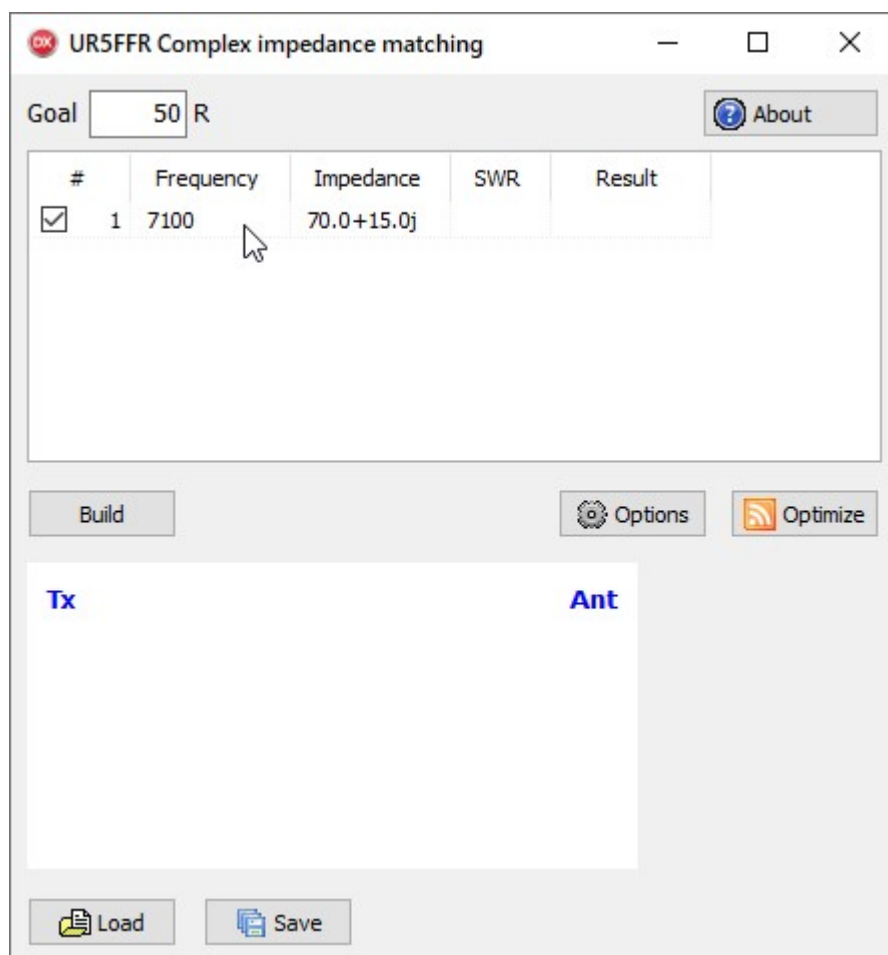 DX UR5FFR Complex impedance matching
Goal 50 R About
# Frequency Impedance SWR Result
1 7100 70.0+15.0j
Build Options Optimize
Tx Ant
Load Save